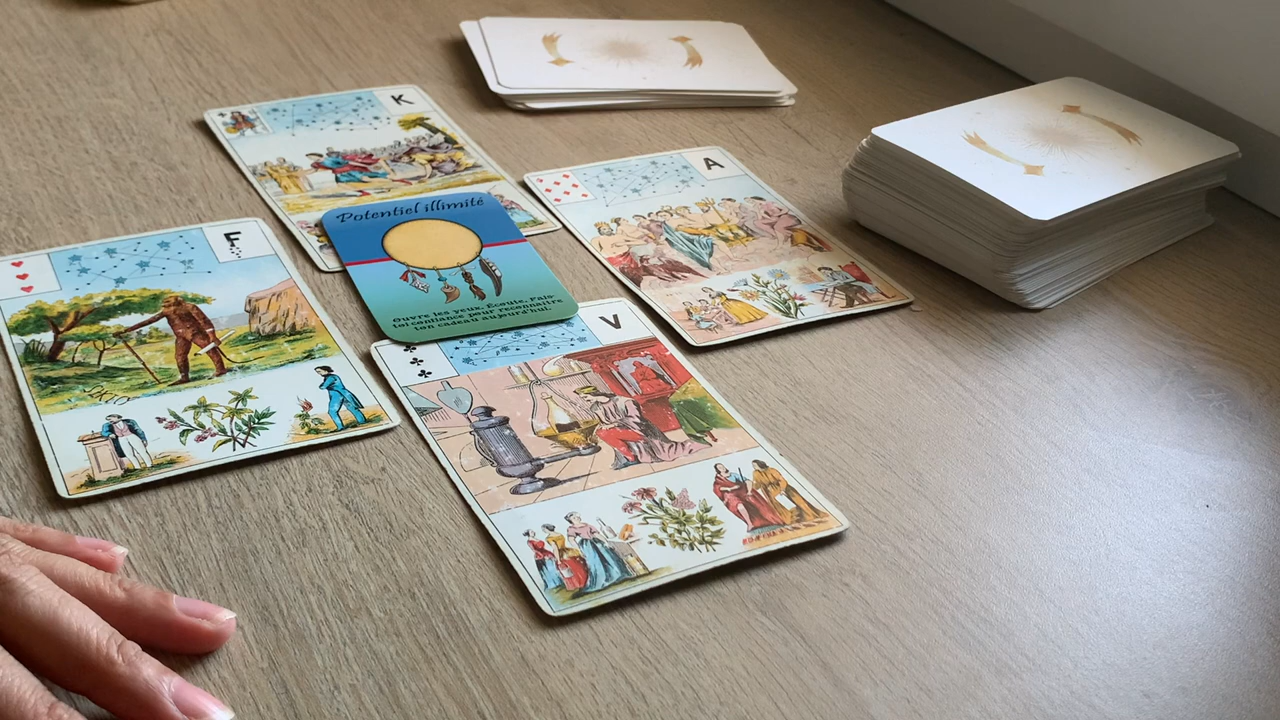 K
A
Potentiel illimité
Ouvre les yeux. Écoute. Fais-
toi confiance pour reconnaître
ton cadeau aujourd'hui.
F
V